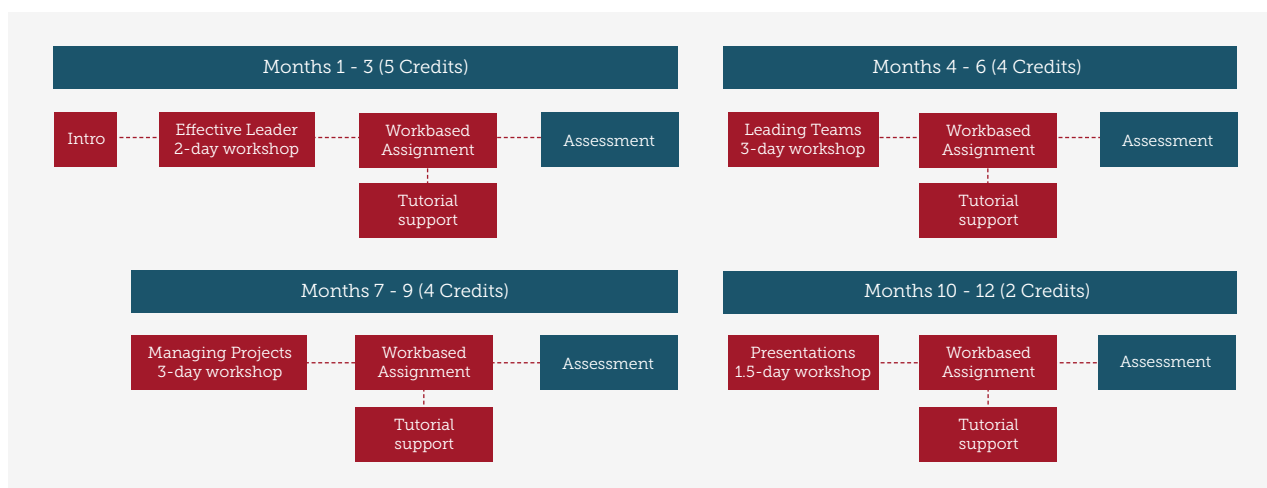 Months 1 - 3 (5 Credits)
Intro
Effective Leader
2-day workshop
Workbased
Assignment
Assessment
Tutorial
support
Months 4 - 6 (4 Credits)
Leading Teams
3-day workshop
Workbased
Assignment
Assessment
Tutorial
support
Months 7 - 9 (4 Credits)
Managing Projects
3-day workshop
Workbased
Assignment
Assessment
Tutorial
support
Months 10 - 12 (2 Credits)
Presentations
1.5-day workshop
Workbased
Assignment
Assessment
Tutorial
support